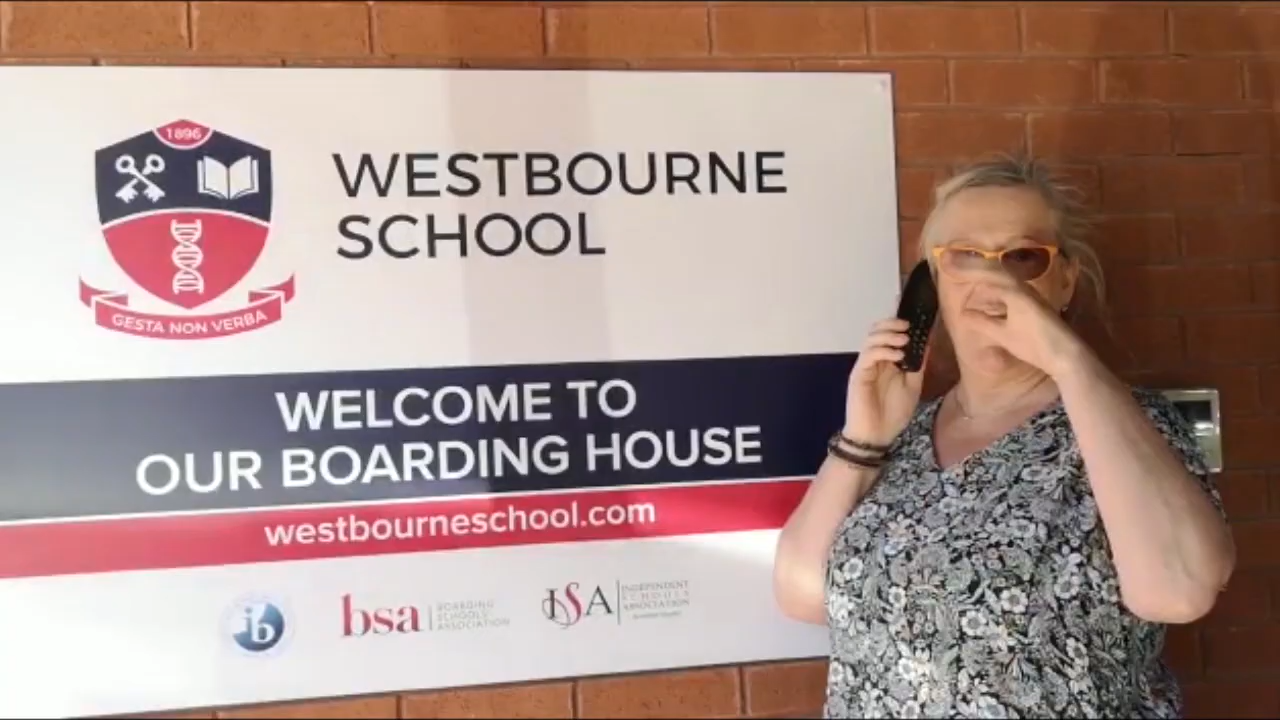 1896
GESTA NON VERBA
WESTBOURNE
SCHOOL
WELCOME TO
OUR BOARDING HOUSE
westbourneschool.com
ib
bsa
BOARDING
SCHOOLS'
ASSOCIATION
ISA
INDEPENDENT
SCHOOLS
ASSOCIATION